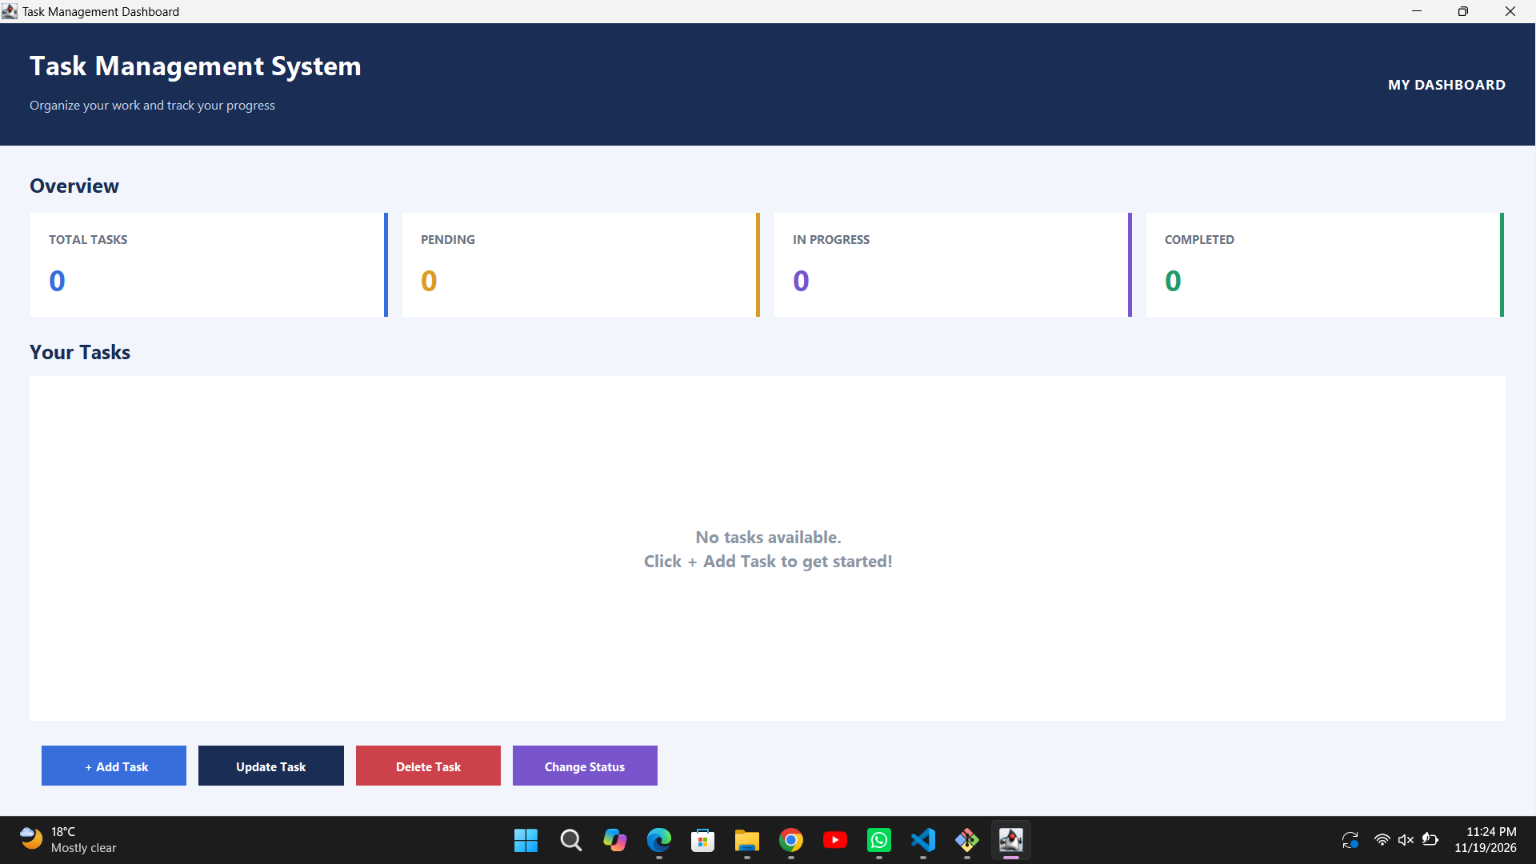 Task Management Dashboard
Task Management System
Organize your work and track your progress
MY DASHBOARD
Overview
TOTAL TASKS
0
PENDING
0
IN PROGRESS
0
COMPLETED
0
Your Tasks
No tasks available.
Click + Add Task to get started!
+ Add Task
Update Task
Delete Task
Change Status
18°C
Mostly clear
11:24 PM
11/19/2026